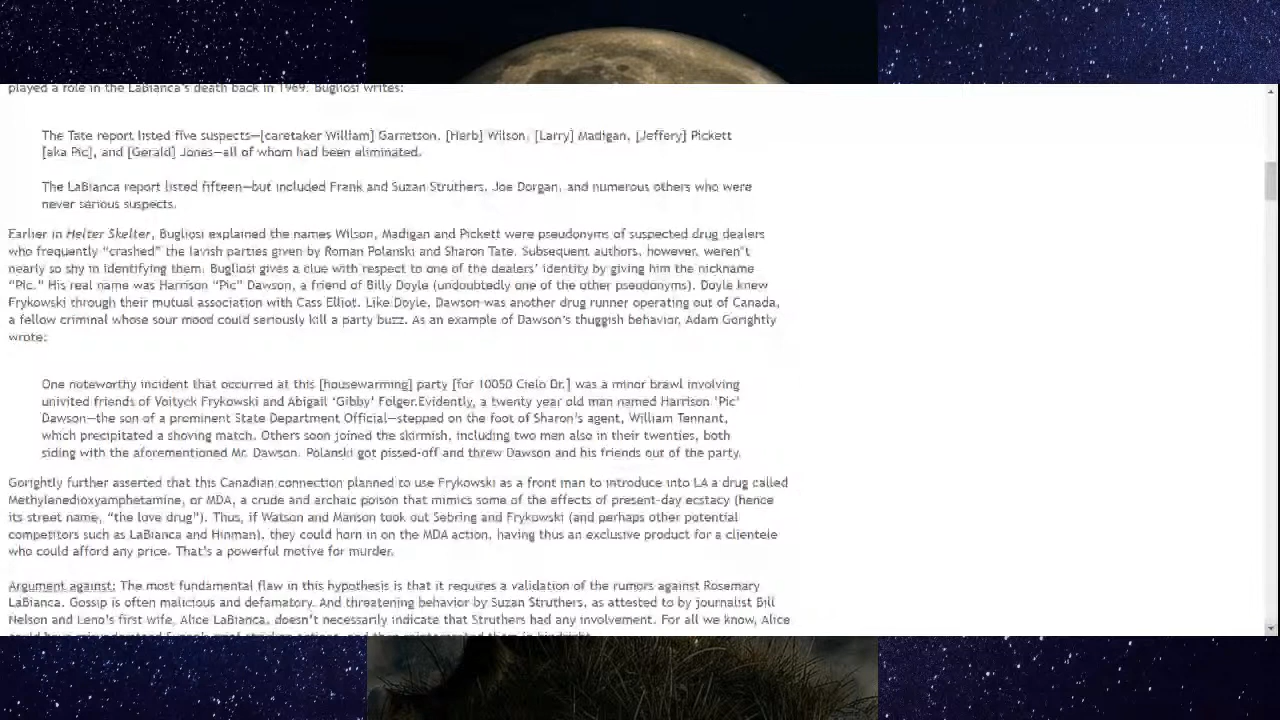 played a role in the LaBianca's death back in 1969. Bugliosi writes:
The Tate report listed five suspects—[caretaker William] Garretson, [Herb] Wilson, [Larry] Madigan, [Jeffery] Pickett
[aka Pic], and [Gerald] Jones—all of whom had been eliminated.
The LaBianca report listed fifteen—but included Frank and Suzan Struthers, Joe Dorgan, and numerous others who were
never serious suspects.
Earlier in Helter Skelter, Bugliosi explained the names Wilson, Madigan and Pickett were pseudonyms of suspected drug dealers
who frequently "crashed" the lavish parties given by Roman Polanski and Sharon Tate. Subsequent authors, however, weren't
nearly so shy in identifying them. Bugliosi gives a clue with respect to one of the dealers' identity by giving him the nickname
"Pic." His real name was Harrison "Pic" Dawson, a friend of Billy Doyle (undoubtedly one of the other pseudonyms). Doyle knew
Frykowski through their mutual association with Cass Elliot. Like Doyle, Dawson was another drug runner operating out of Canada,
a fellow criminal whose sour mood could seriously kill a party buzz. As an example of Dawson's thuggish behavior, Adam Gorightly
wrote:
One noteworthy incident that occurred at this [housewarming] party [for 10050 Cielo Dr.] was a minor brawl involving
univited friends of Voityck Frykowski and Abigail 'Gibby' Folger.Evidently, a twenty year old man named Harrison 'Pic'
Dawson—the son of a prominent State Department Official—stepped on the foot of Sharon's agent, William Tennant,
which precipitated a shoving match. Others soon joined the skirmish, including two men also in their twenties, both
siding with the aforementioned Mr. Dawson. Polanski got pissed-off and threw Dawson and his friends out of the party.
Gorightly further asserted that this Canadian connection planned to use Frykowski as a front man to introduce into LA a drug called
Methylenedioxyamphetamine, or MDA, a crude and archaic poison that mimics some of the effects of present-day ecstacy (hence
its street name, "the love drug"). Thus, if Watson and Manson took out Sebring and Frykowski (and perhaps other potential
competitors such as LaBianca and Hinman), they could horn in on the MDA action, having thus an exclusive product for a clientele
who could afford any price. That's a powerful motive for murder.
Argument against: The most fundamental flaw in this hypothesis is that it requires a validation of the rumors against Rosemary
LaBianca. Gossip is often malicious and defamatory. And threatening behavior by Suzan Struthers, as attested to by journalist Bill
Nelson and Leno's first wife, Alice LaBianca, doesn't necessarily indicate that Struthers had any involvement. For all we know, Alice